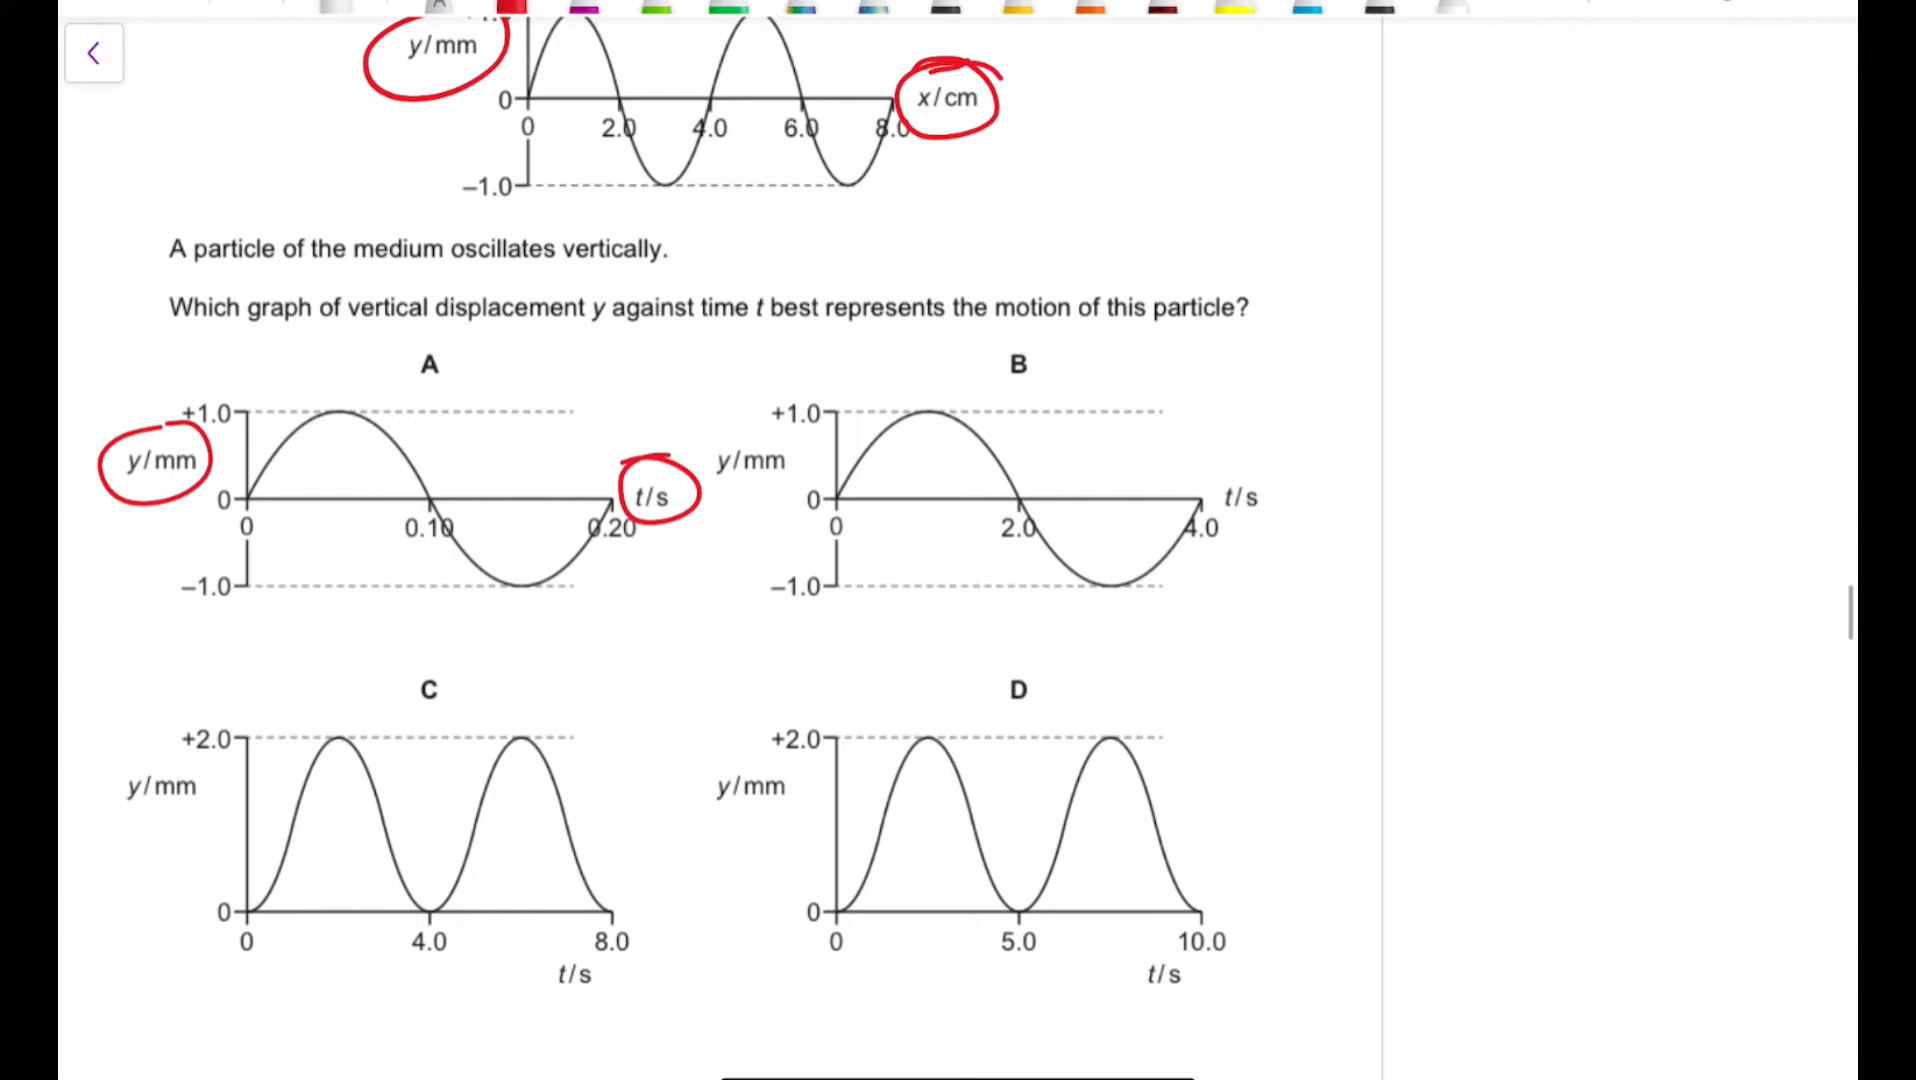 y/mm
0
x/cm
0 2.0 4.0 6.0 8.0
–1.0
A particle of the medium oscillates vertically.
Which graph of vertical displacement y against time t best represents the motion of this particle?
A
+1.0
y/mm
0
t/s
0 0.10 0.20
–1.0
B
+1.0
y/mm
0
t/s
0 2.0 4.0
–1.0
C
+2.0
y/mm
0
0 4.0 8.0
t/s
D
+2.0
y/mm
0
0 5.0 10.0
t/s